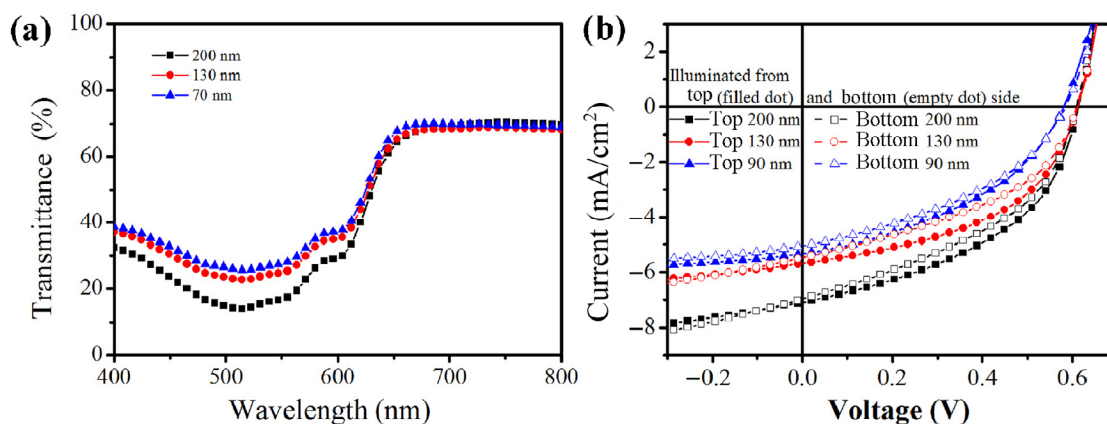 (a)
100
80
60
40
20
0
Transmittance (%)
200 nm
130 nm
70 nm
400 500 600 700 800
Wavelength (nm)
(b)
2
0
−2
−4
−6
−8
Current (mA/cm²)
Illuminated from
top (filled dot) and bottom (empty dot) side
Top 200 nm Bottom 200 nm
Top 130 nm Bottom 130 nm
Top 90 nm Bottom 90 nm
−0.2 0.0 0.2 0.4 0.6
Voltage (V)